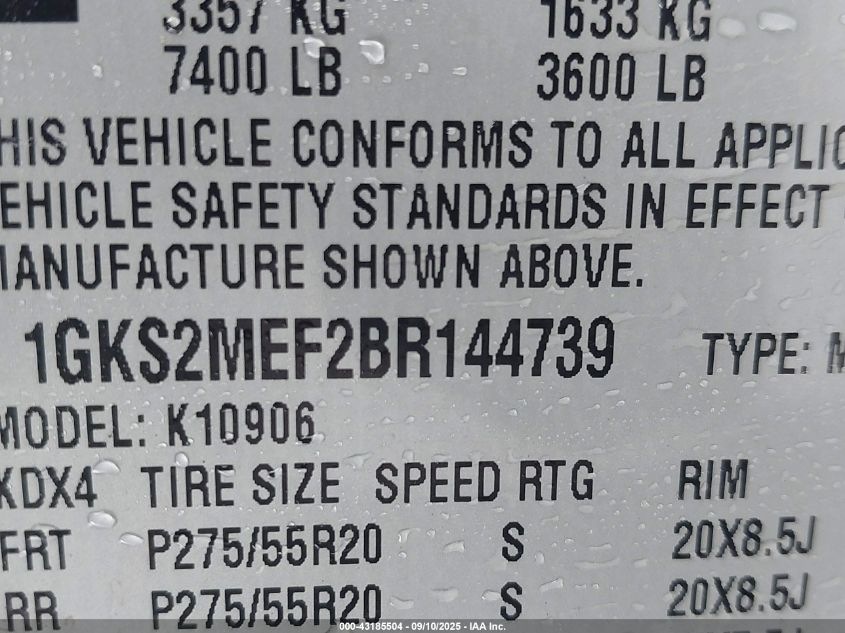 3357 KG 1633 KG
7400 LB 3600 LB
HIS VEHICLE CONFORMS TO ALL APPLIC
EHICLE SAFETY STANDARDS IN EFFECT
ANUFACTURE SHOWN ABOVE.
1GKS2MEF2BR144739 TYPE: M
MODEL: K10906
XDX4 TIRE SIZE SPEED RTG RIM
FRT P275/55R20 S 20X8.5J
RR P275/55R20 S 20X8.5J
000-43185504 - 09/10/2025 - IAA Inc.